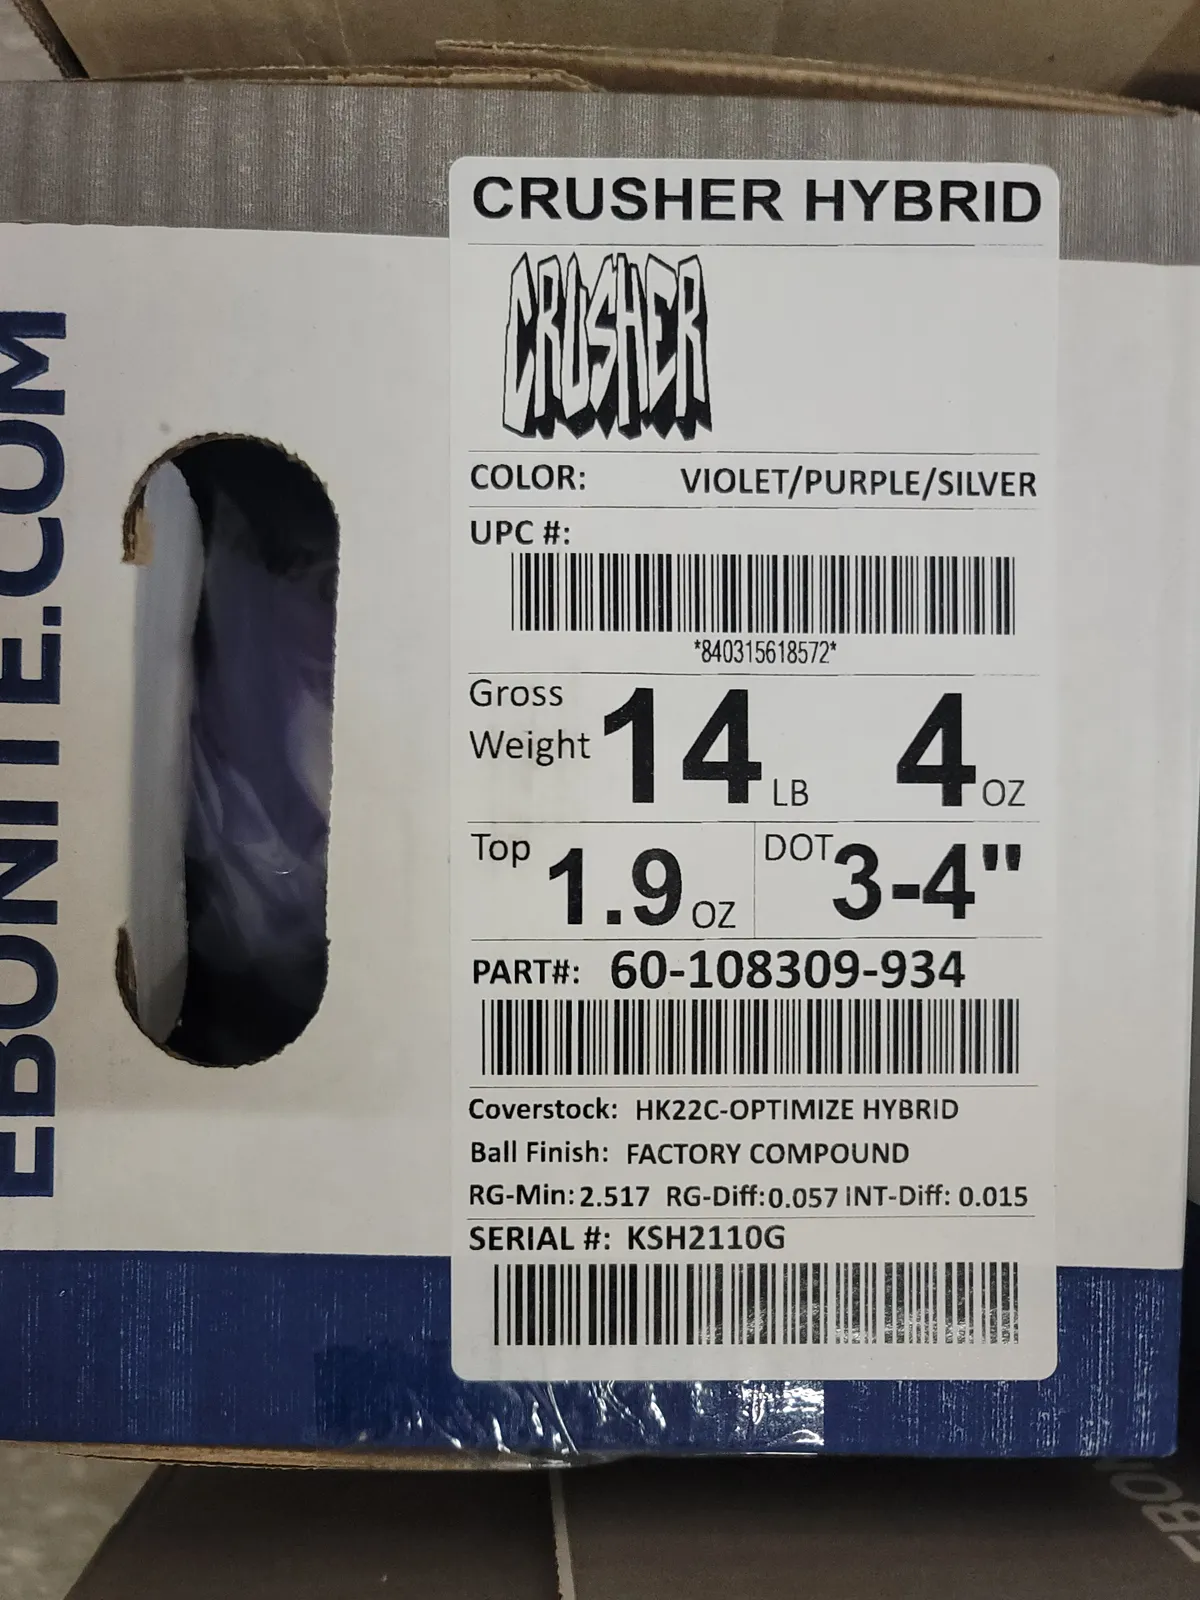 CRUSHER HYBRID
CRUSHER
COLOR: VIOLET/PURPLE/SILVER
UPC #:
*840315618572*
Gross
Weight 14 LB 4 OZ
Top 1.9 OZ DOT 3-4"
PART#: 60-108309-934
Coverstock: HK22C-OPTIMIZE HYBRID
Ball Finish: FACTORY COMPOUND
RG-Min: 2.517 RG-Diff: 0.057 INT-Diff: 0.015
SERIAL #: KSH2110G
EBONITE.COM